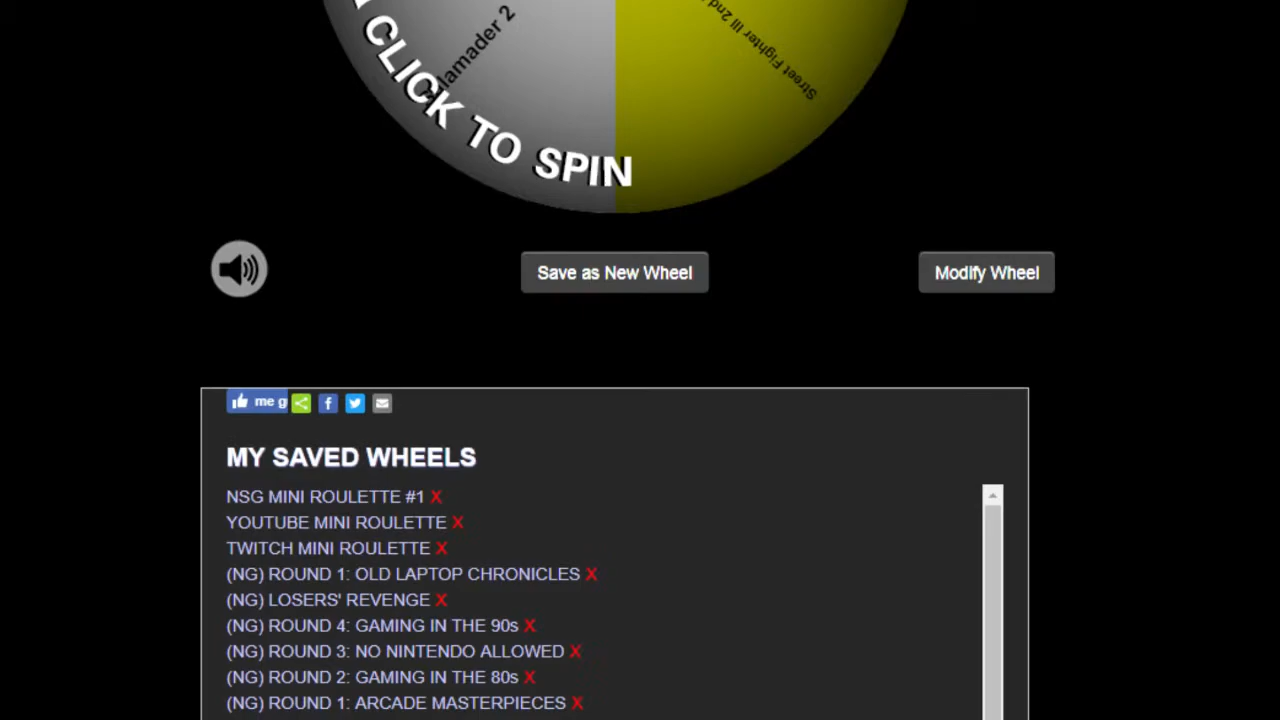 CLICK TO SPIN
Street Fighter III 2nd
Save as New Wheel
Modify Wheel
me g
MY SAVED WHEELS
NSG MINI ROULETTE #1 X
YOUTUBE MINI ROULETTE X
TWITCH MINI ROULETTE X
(NG) ROUND 1: OLD LAPTOP CHRONICLES X
(NG) LOSERS' REVENGE X
(NG) ROUND 4: GAMING IN THE 90s X
(NG) ROUND 3: NO NINTENDO ALLOWED X
(NG) ROUND 2: GAMING IN THE 80s X
(NG) ROUND 1: ARCADE MASTERPIECES X